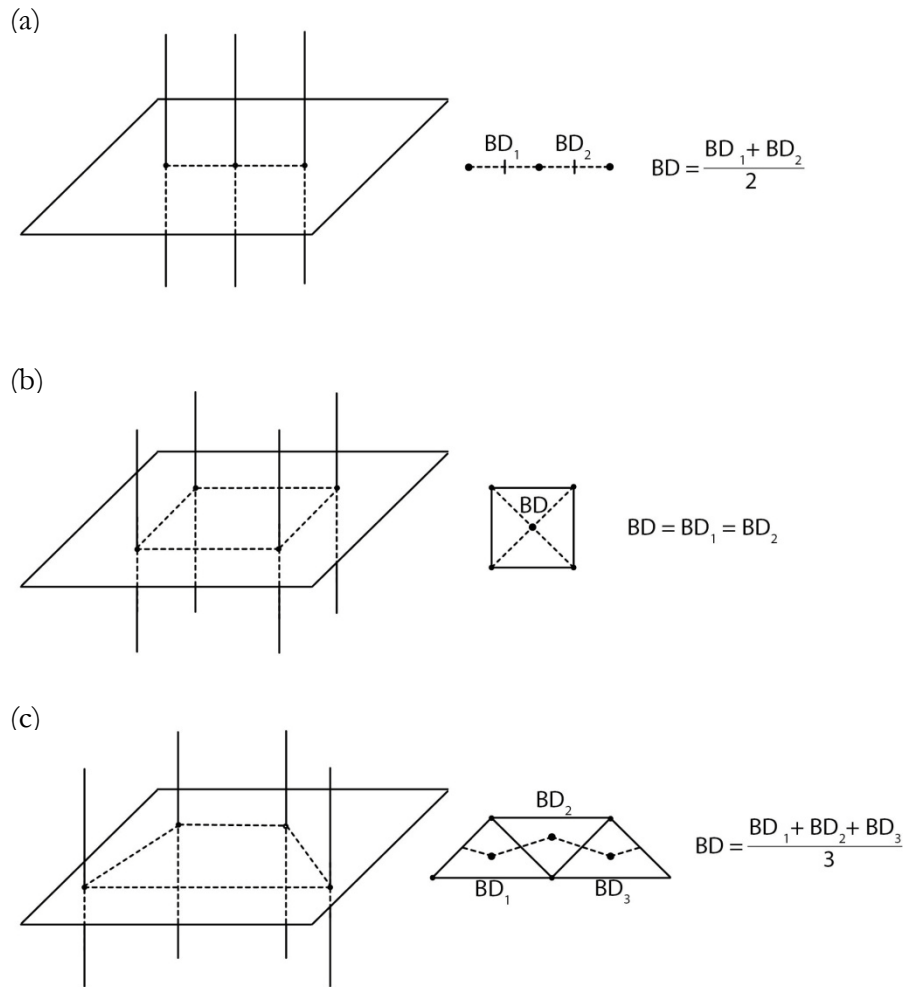 (a)
BD₁ BD₂
BD = BD₁ + BD₂ / 2
(b)
BD
BD = BD₁ = BD₂
(c)
BD₂
BD₁ BD₃
BD = BD₁ + BD₂ + BD₃ / 3